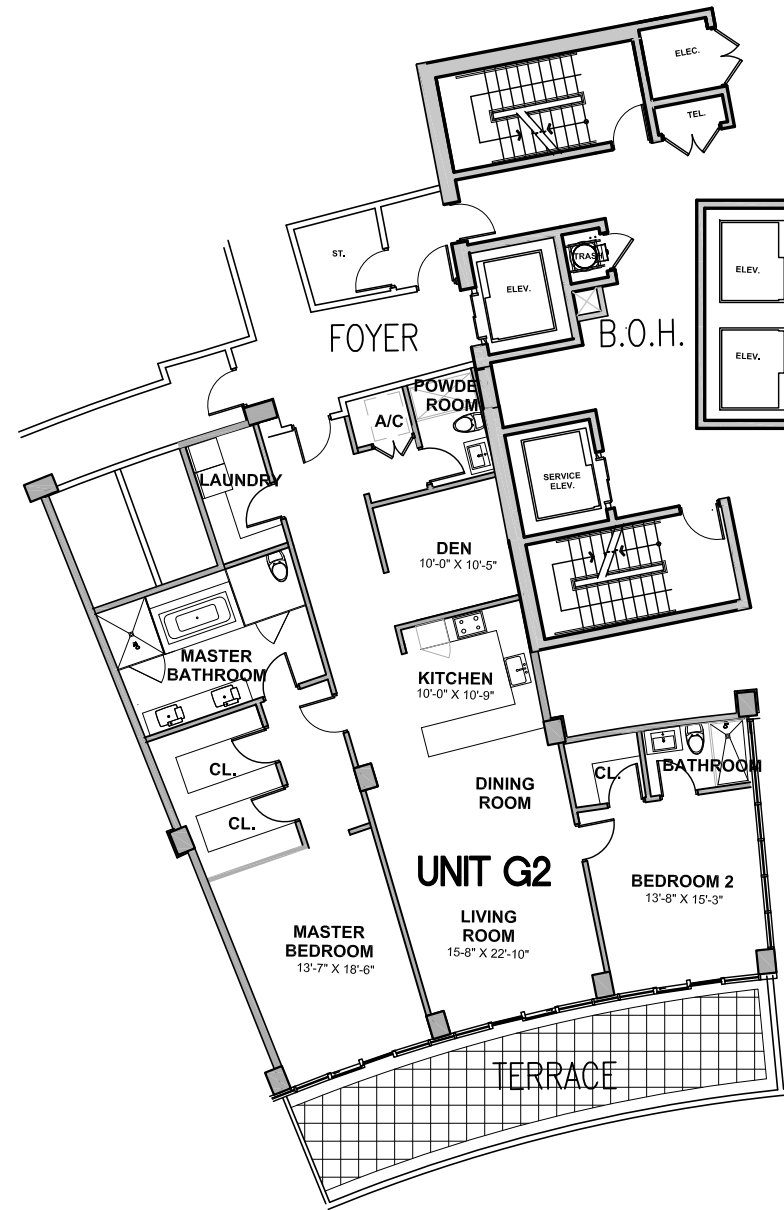 ELEC.
TEL.
ST.
TRASH
ELEV.
ELEV.
FOYER
B.O.H.
ELEV.
POWDE
ROOM
A/C
LAUNDRY
SERVICE
ELEV.
DEN
10'-0" X 10'-5"
MASTER
BATHROOM
KITCHEN
10'-0" X 10'-9"
CL.
CL.
BATHROOM
DINING
ROOM
CL.
UNIT G2
BEDROOM 2
13'-8" X 15'-3"
LIVING
ROOM
15-8" X 22'-10"
MASTER
BEDROOM
13'-7" X 18'-6"
TERRACE